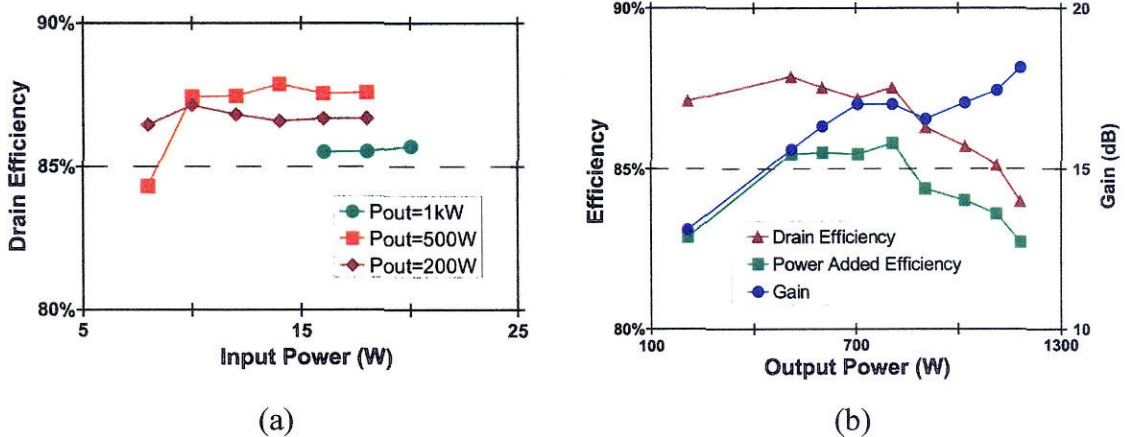 90%
85%
80%
Drain Efficiency
5
15
25
Input Power (W)
Pout=1kW
Pout=500W
Pout=200W
(a)
90%
85%
80%
Efficiency
20
15
10
Gain (dB)
100
700
1300
Output Power (W)
Drain Efficiency
Power Added Efficiency
Gain
(b)